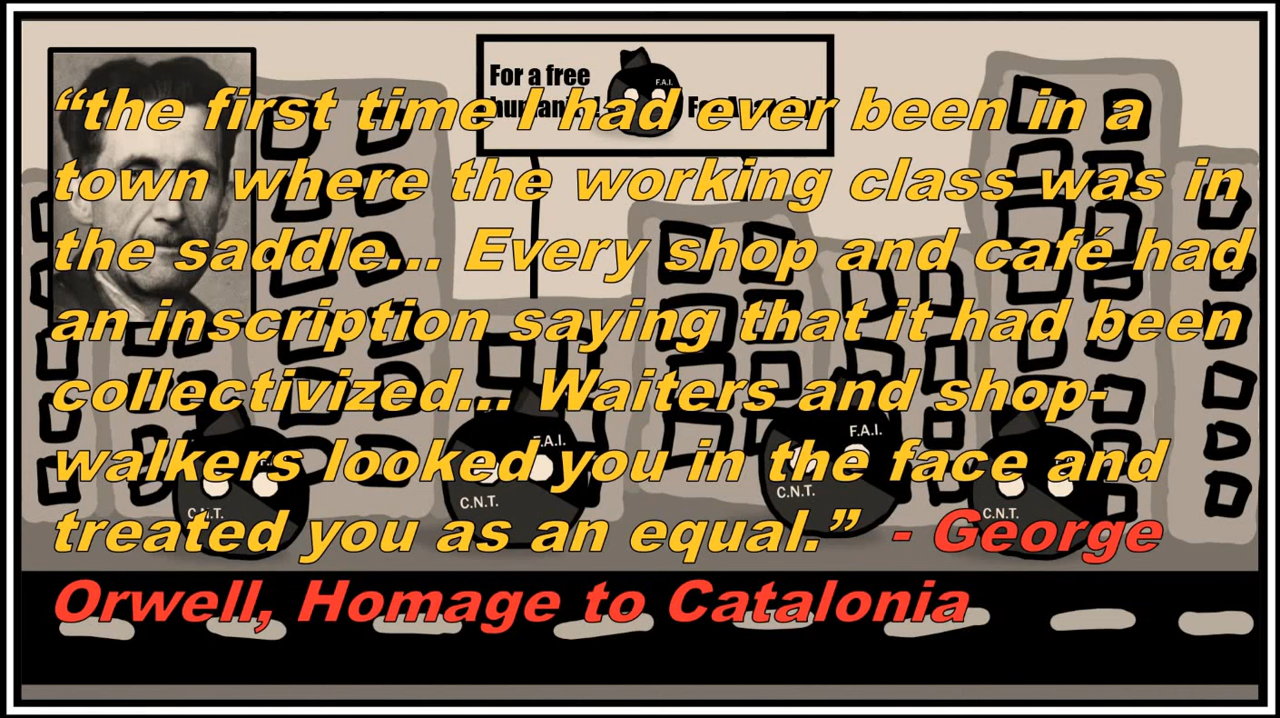 For a free
F.A.I.
“the first time I had ever been in a
town where the working class was in
the saddle... Every shop and café had
an inscription saying that it had been
collectivized... Waiters and shop-
walkers looked you in the face and
treated you as an equal.” - George
Orwell, Homage to Catalonia
F.A.I.
F.A.I.
C.N.T.
C.N.T.
C.N.T.
C.N.T.